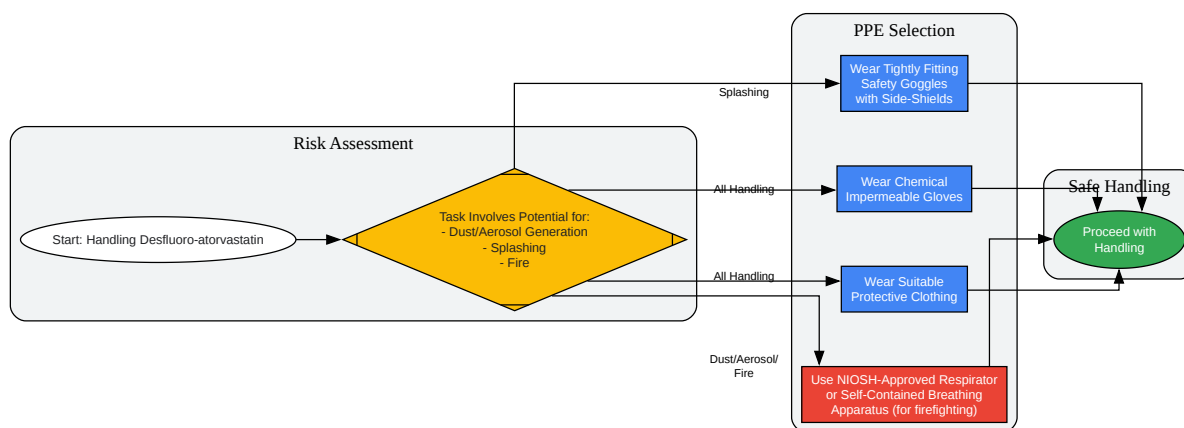 PPE Selection
Wear Tightly Fitting
Safety Goggles
with Side-Shields
Splashing
Risk Assessment
Wear Chemical
Impermeable Gloves
All Handling
Safe Handling
Start: Handling Desfluoro-atorvastatin
Task Involves Potential for:
- Dust/Aerosol Generation
- Splashing
- Fire
Proceed with
Handling
All Handling
Wear Suitable
Protective Clothing
Dust/Aerosol/
Fire
Use NIOSH-Approved Respirator
or Self-Contained Breathing
Apparatus (for firefighting)